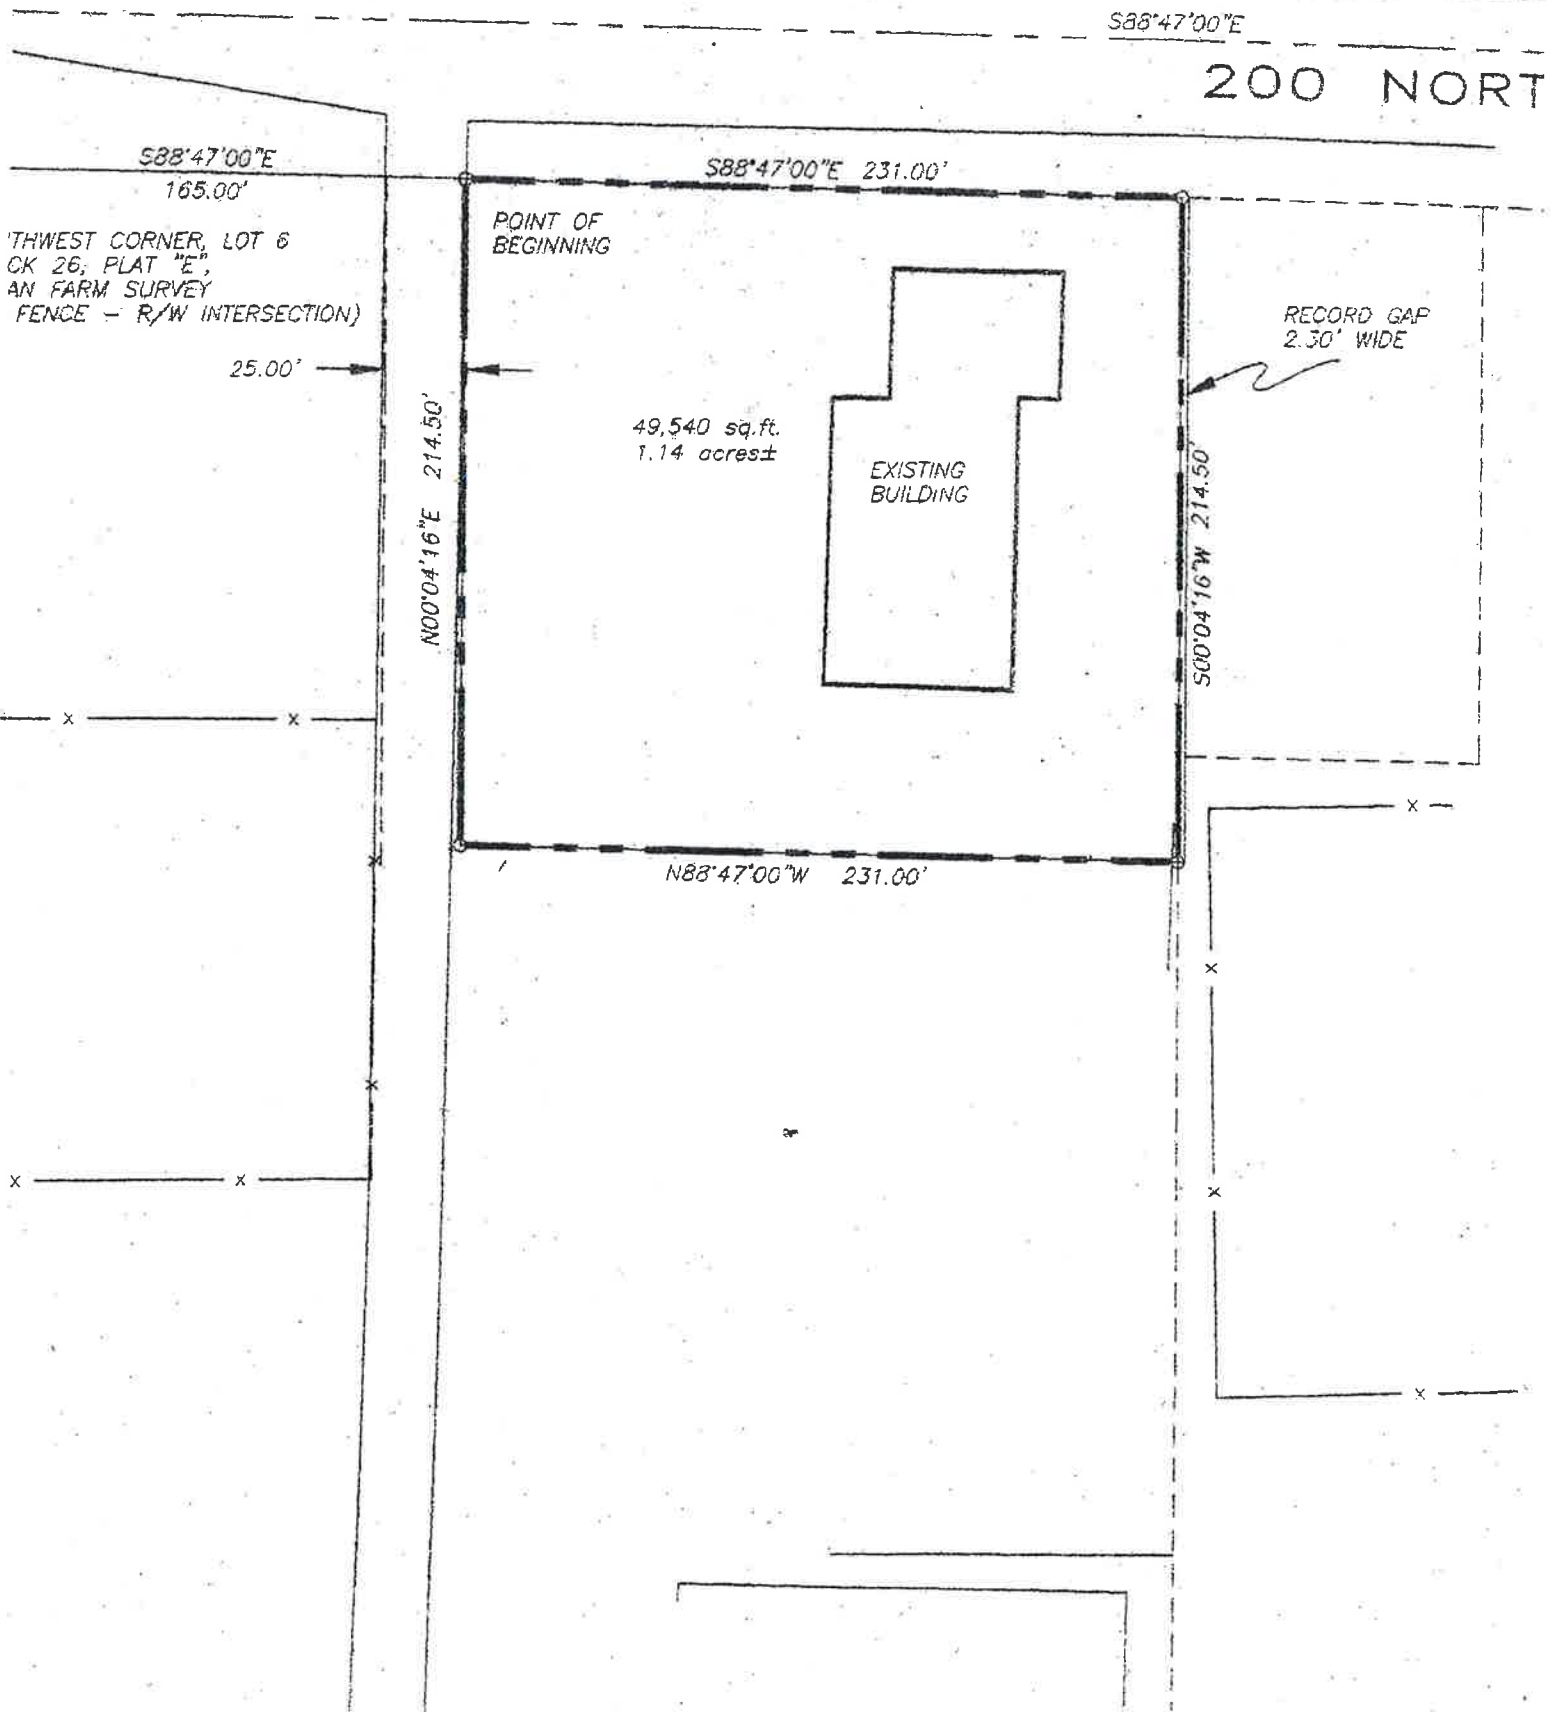 S88°47'00"E
200 NORT
S88°47'00"E
165.00'
S88°47'00"E 231.00'
POINT OF
BEGINNING
'THWEST CORNER, LOT 6
CK 26, PLAT "E",
AN FARM SURVEY
FENCE - R/W INTERSECTION)
25.00'
RECORD GAP
2.30' WIDE
N00°04'16"E 214.50'
49,540 sq.ft.
1.14 acres±
EXISTING
BUILDING
S00°04'16"W 214.50'
N88°47'00"W 231.00'